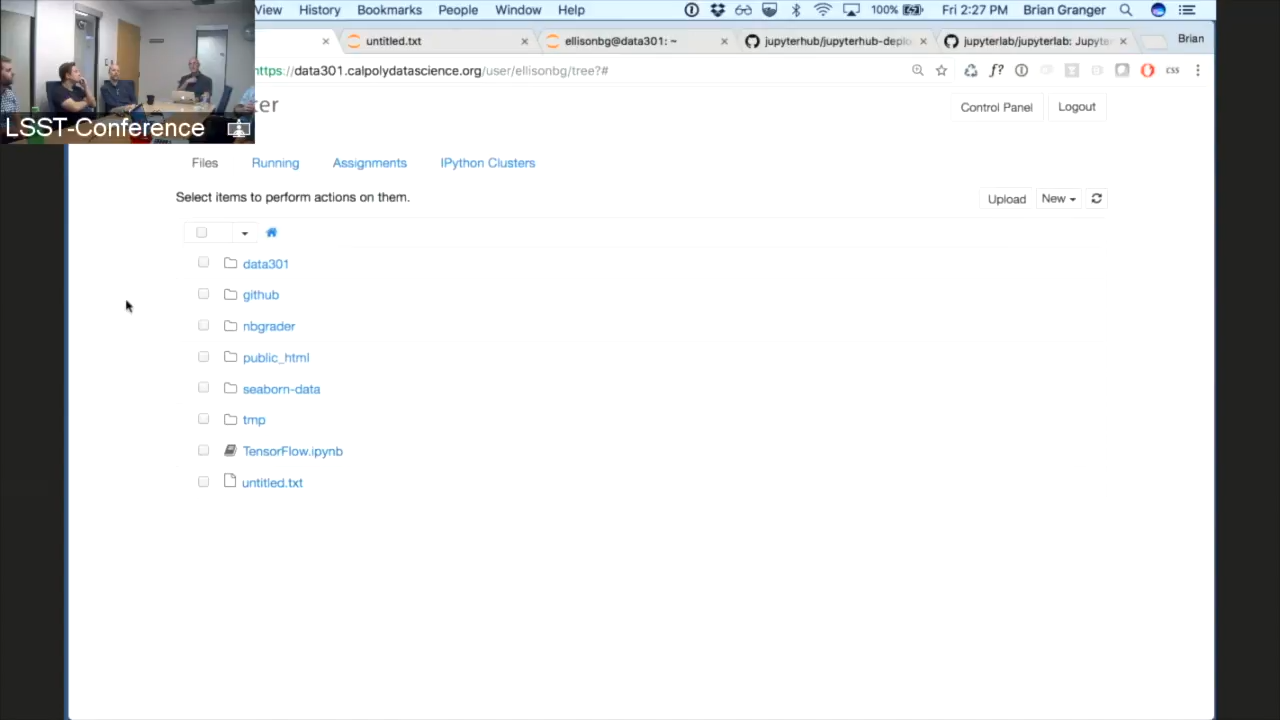 View History Bookmarks People Window Help 100% Fri 2:27 PM Brian Granger
untitled.txt ellisonbg@data301: ~ jupyterhub/jupyterhub-deplo jupyterlab/jupyterlab: Jupyte Brian
https://data301.calpolydatascience.org/user/ellisonbg/tree?# f? css
ter Control Panel Logout
LSST-Conference
Files Running Assignments IPython Clusters
Select items to perform actions on them. Upload New
data301
github
nbgrader
public_html
seaborn-data
tmp
TensorFlow.ipynb
untitled.txt